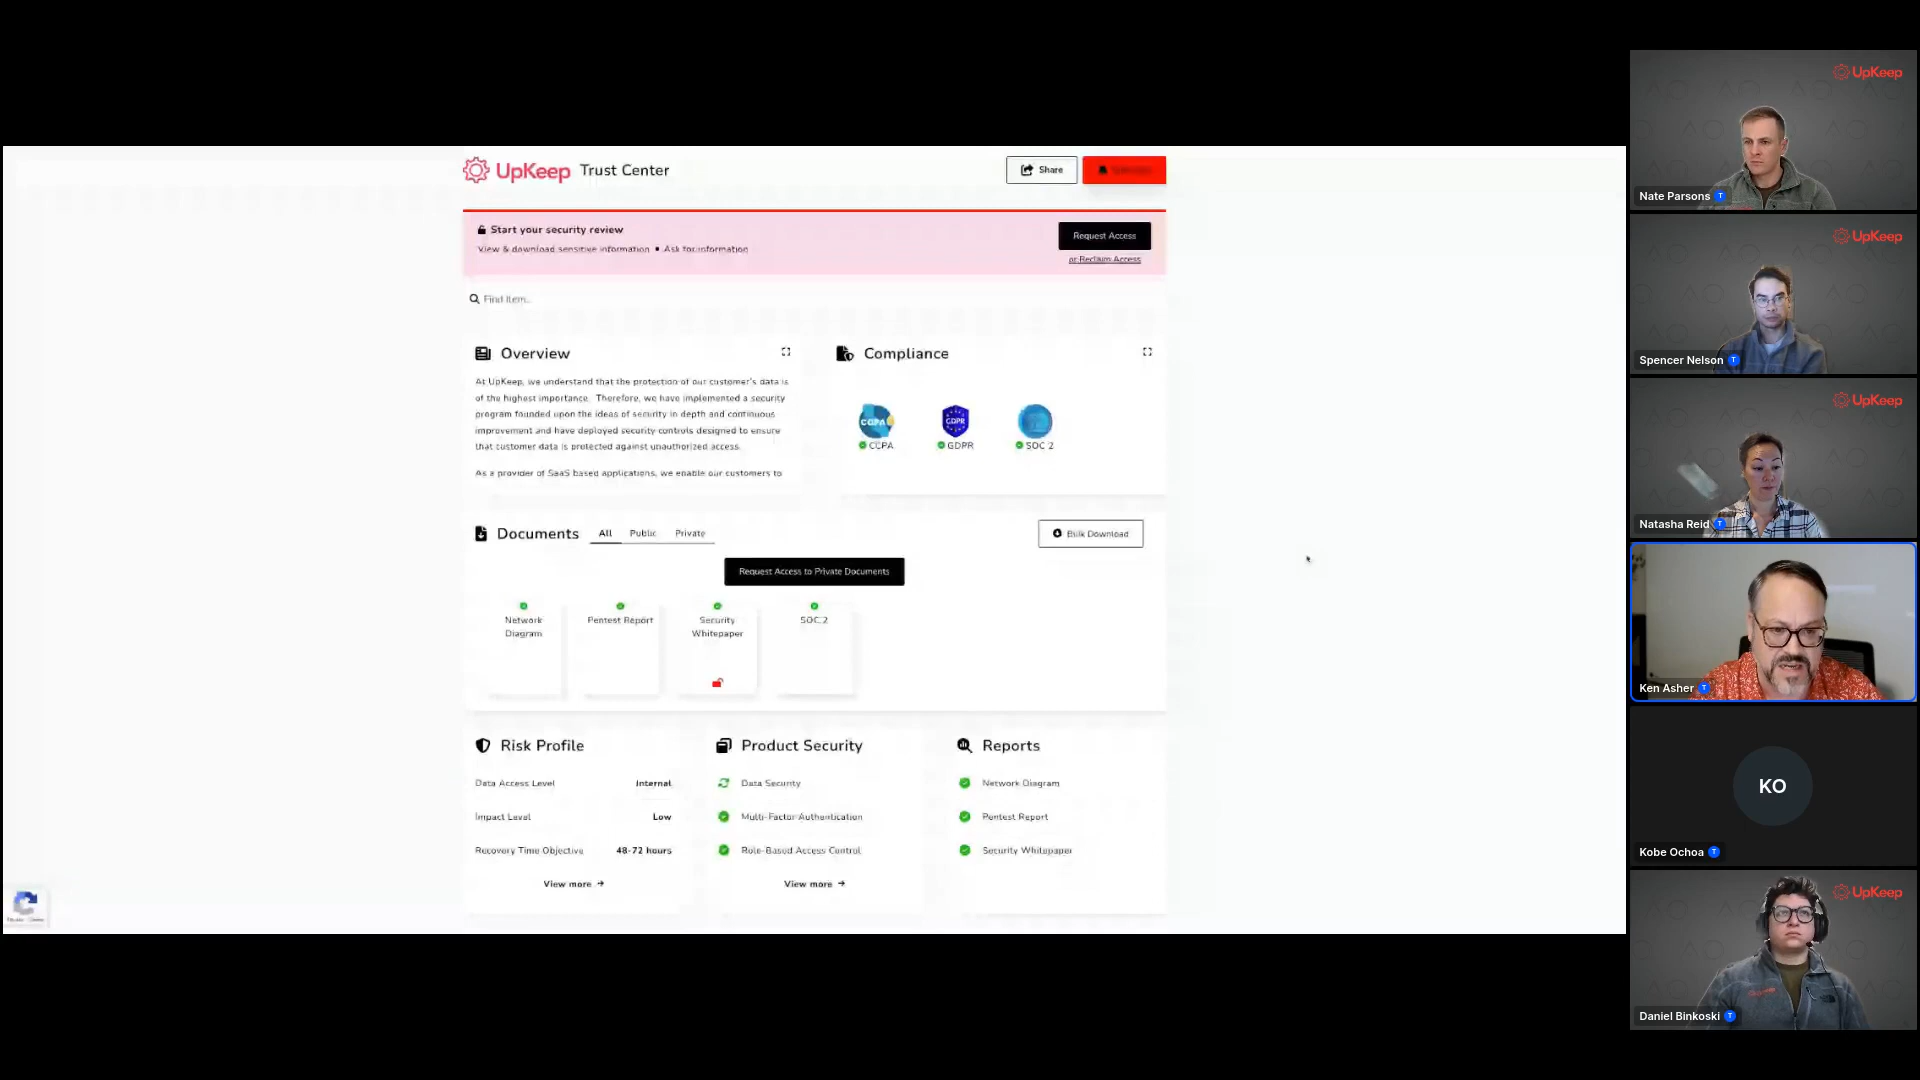 UpKeep Trust Center
Share
Start your security review
View & download sensitive information • Ask for information
Request Access
or Reclaim Access
Find item...
Overview
At UpKeep, we understand that the protection of our customer's data is
of the highest importance. Therefore, we have implemented a security
program founded upon the ideas of security in depth and continuous
improvement and have deployed security controls designed to ensure
that customer data is protected against unauthorized access.
As a provider of SaaS based applications, we enable our customers to
Compliance
CCPA
GDPR
CCPA
GDPR
SOC 2
Documents
All
Public
Private
Bulk Download
Request Access to Private Documents
Network
Diagram
Pentest Report
Security
Whitepaper
SOC 2
Risk Profile
Data Access Level
Internal
Impact Level
Low
Recovery Time Objective
48-72 hours
View more
Product Security
Data Security
Multi-Factor Authentication
Role-Based Access Control
View more
Reports
Network Diagram
Pentest Report
Security Whitepaper
UpKeep
Nate Parsons T
UpKeep
Spencer Nelson T
UpKeep
Natasha Reid T
Ken Asher T
KO
Kobe Ochoa T
UpKeep
Daniel Binkoski T